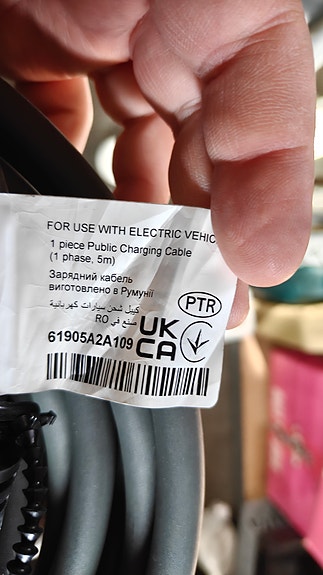 FOR USE WITH ELECTRIC VEHIC
1 piece Public Charging Cable
(1 phase, 5m)
Зарядний кабель
виготовлено в Румунії
كيبل شحن سيارات كهربائية
صنع في RO
61905A2A109
UK
CA
PTR